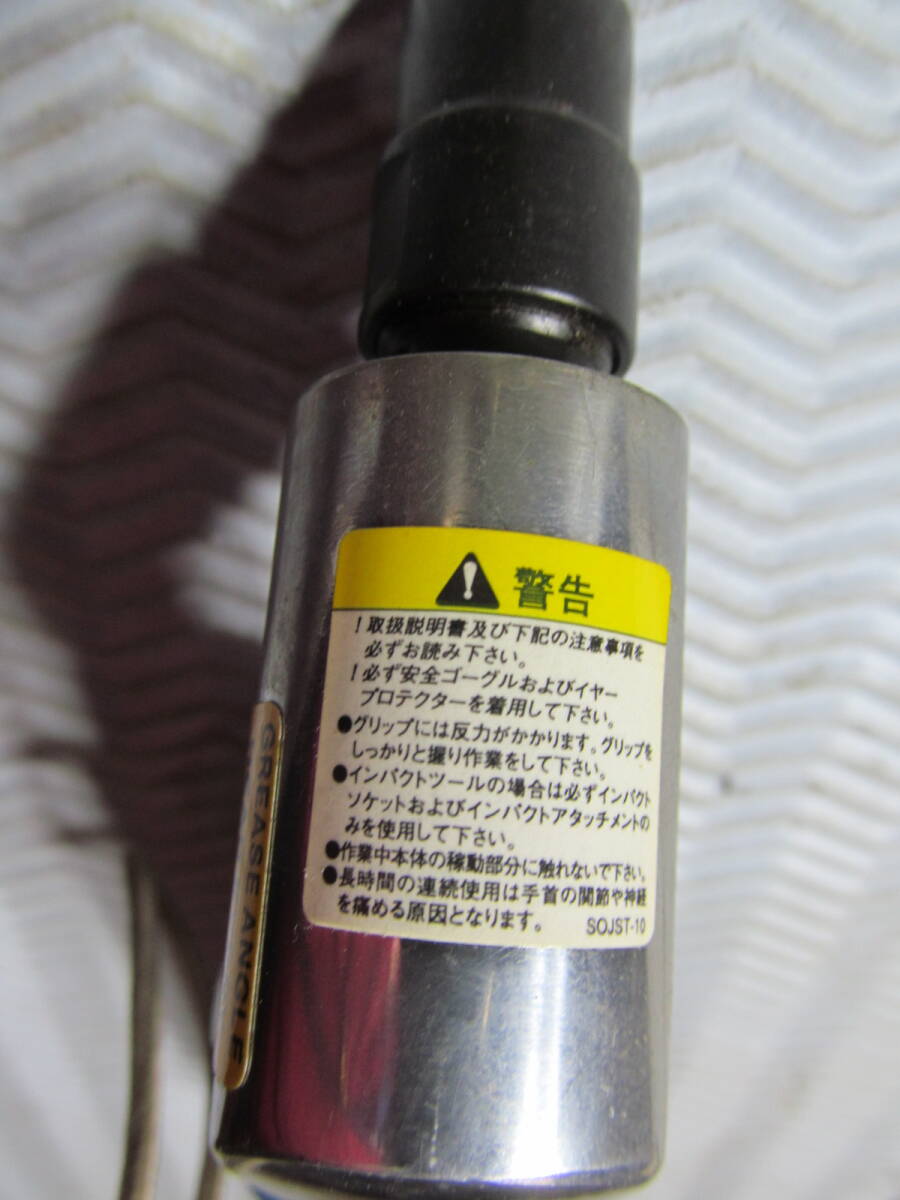 警告
！取扱説明書及び下記の注意事項を
必ずお読み下さい。
！必ず安全ゴーグルおよびイヤー
プロテクターを着用して下さい。
●グリップには反力がかかります。グリップを
しっかりと握り作業をして下さい。
●インパクトツールの場合は必ずインパクト
ソケットおよびインパクトアタッチメントの
みを使用して下さい。
●作業中本体の稼動部分に触れないで下さい。
●長時間の連続使用は手首の関節や神経
を痛める原因となります。
SOJST-10
GREASE ANGLE